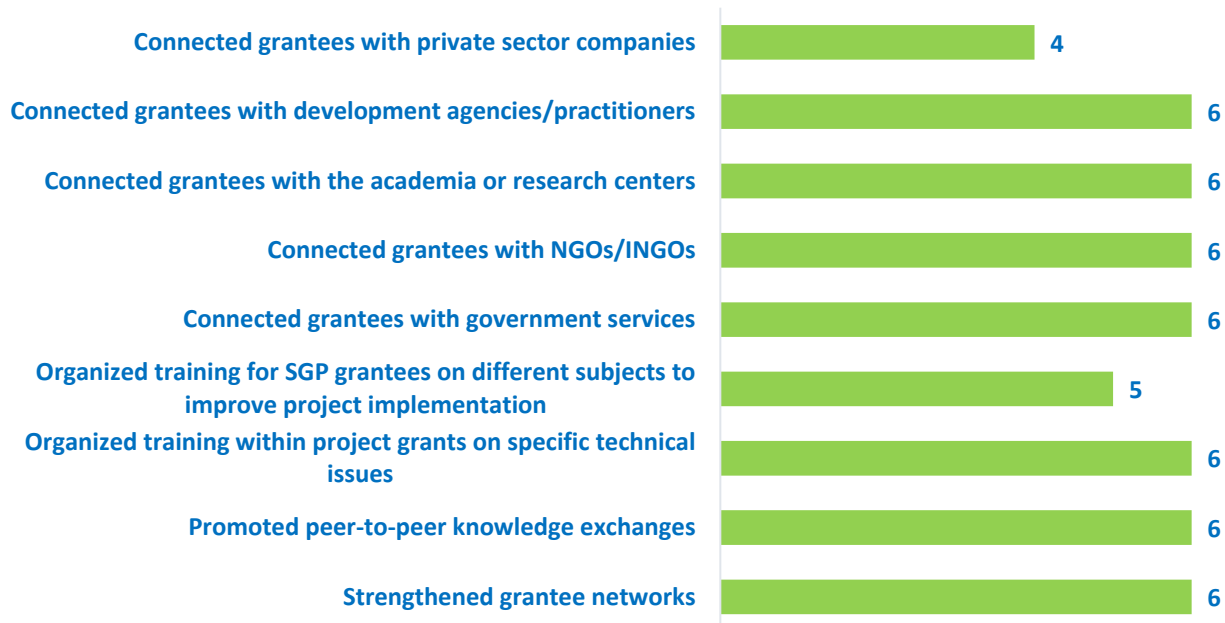 Connected grantees with private sector companies
4
Connected grantees with development agencies/practitioners
6
Connected grantees with the academia or research centers
6
Connected grantees with NGOs/INGOs
6
Connected grantees with government services
6
Organized training for SGP grantees on different subjects to
improve project implementation
5
Organized training within project grants on specific technical
issues
6
Promoted peer-to-peer knowledge exchanges
6
Strengthened grantee networks
6